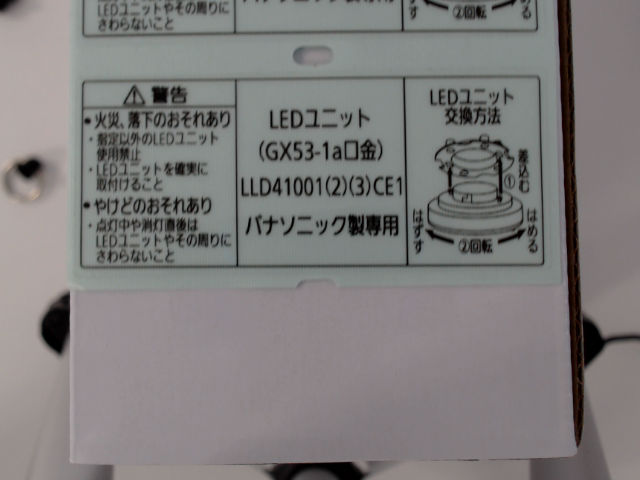 LEDユニットやその周りに
さわらないこと
②回転
⚠警告
・火災、落下のおそれあり
・指定以外のLEDユニット
使用禁止
・LEDユニットを確実に
取付けること
・やけどのおそれあり
・点灯中や消灯直後は
LEDユニットやその周りに
さわらないこと
LEDユニット
(GX53-1a口金)
LLD41001(2)(3)CE1
パナソニック製専用
LEDユニット
交換方法
①差込む
はずす
②回転
はめる